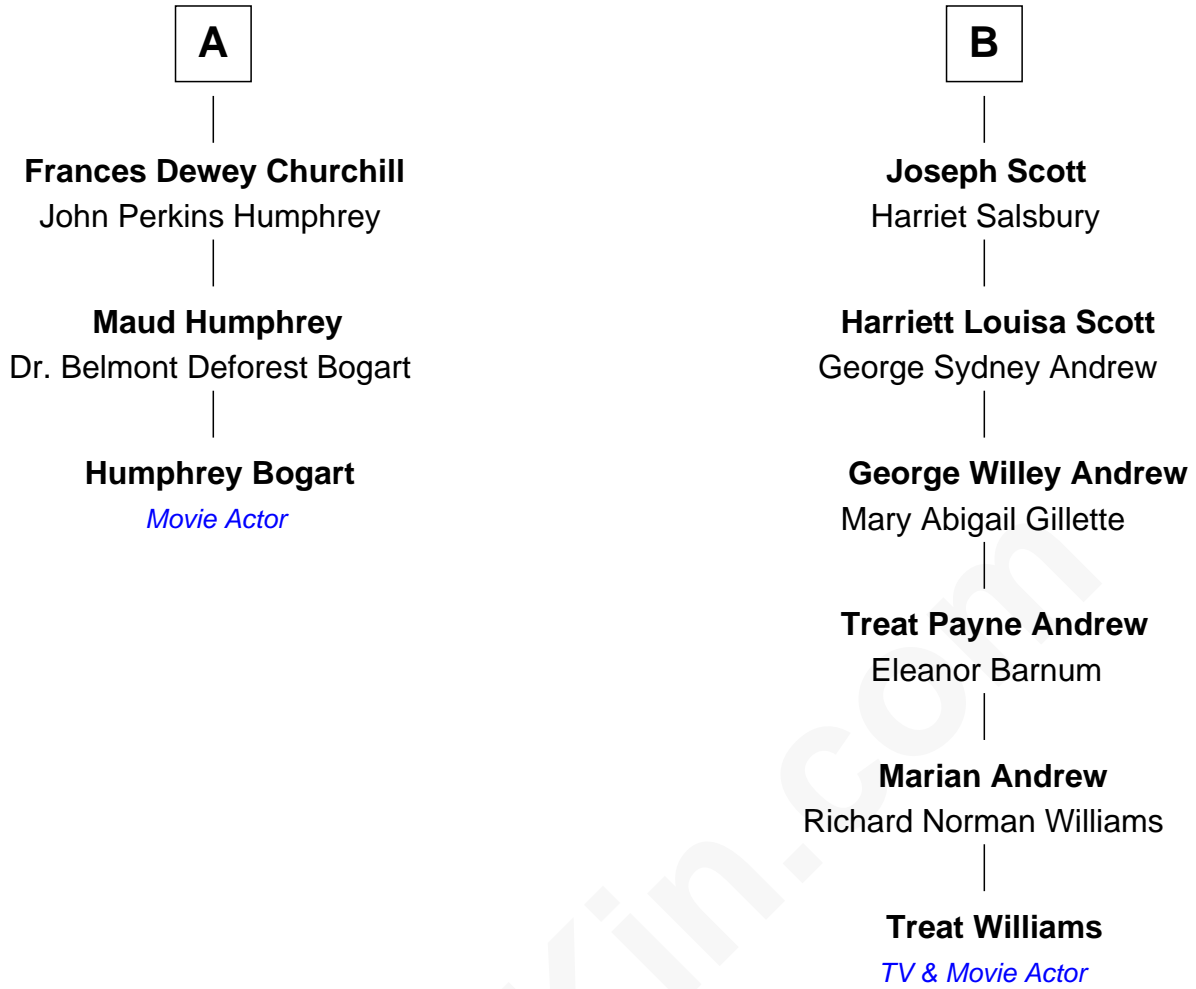 A
Frances Dewey Churchill
John Perkins Humphrey
Maud Humphrey
Dr. Belmont Deforest Bogart
Humphrey Bogart
Movie Actor
B
Joseph Scott
Harriet Salsbury
Harriett Louisa Scott
George Sydney Andrew
George Willey Andrew
Mary Abigail Gillette
Treat Payne Andrew
Eleanor Barnum
Marian Andrew
Richard Norman Williams
Treat Williams
TV & Movie Actor
Kin.com